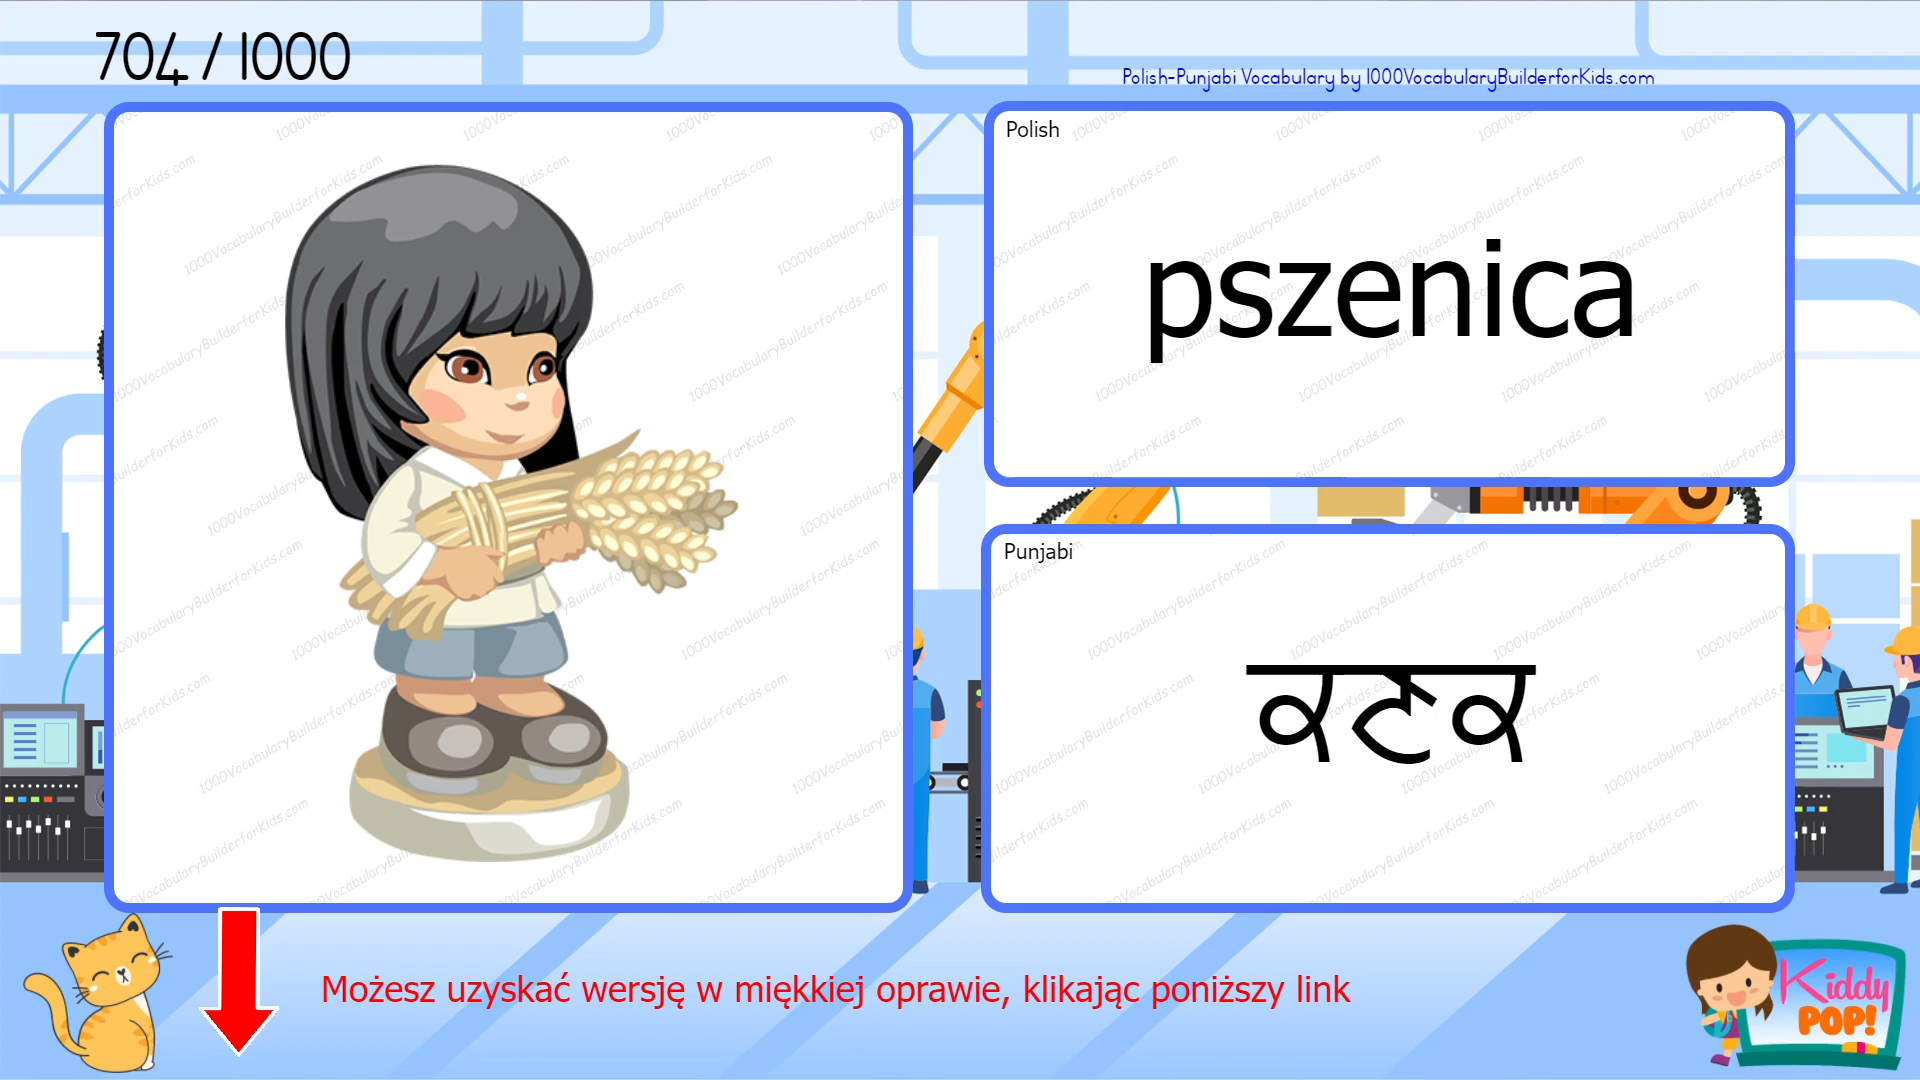 704 / 1000
Polish-Punjabi Vocabulary by 1000VocabularyBuilderforKids.com
Polish
pszenica
Punjabi
ਕਣਕ
Możesz uzyskać wersję w miękkiej oprawie, klikając poniższy link
Kiddy
POP!